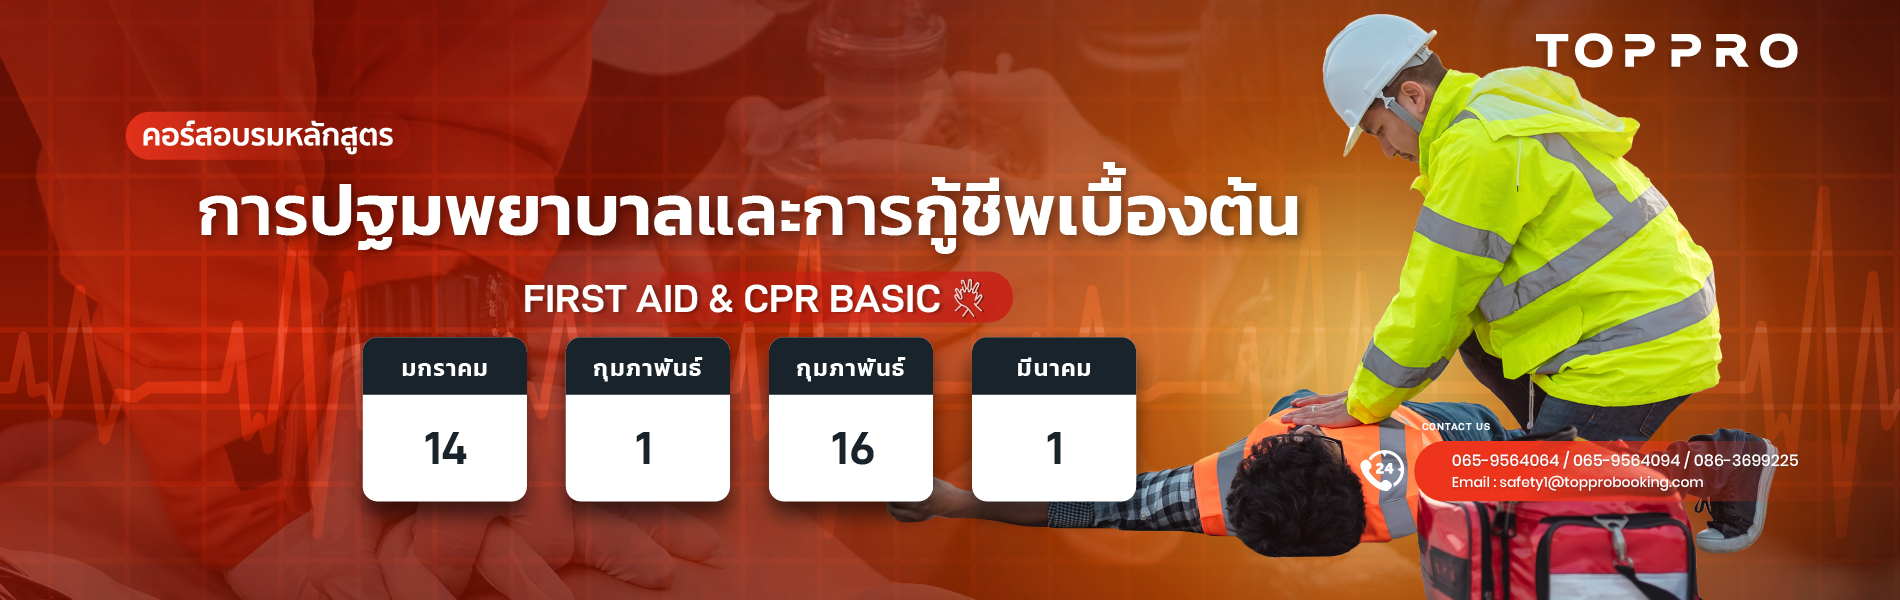 TOPPRO
คอร์สอบรมหลักสูตร
การปฐมพยาบาลและการกู้ชีพเบื้องต้น
FIRST AID & CPR BASIC
มกราคม
14
กุมภาพันธ์
1
กุมภาพันธ์
16
มีนาคม
1
CONTACT US
24
065-9564064 / 065-9564094 / 086-3699225
Email : safety1@topprobooking.com